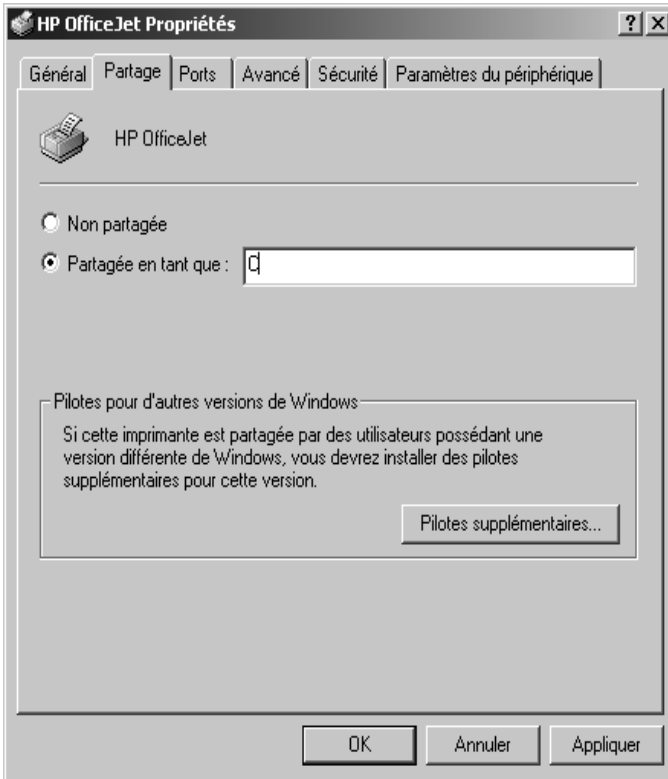 HP OfficeJet Propriétés
Général Partage Ports Avancé Sécurité Paramètres du périphérique
HP OfficeJet
Non partagée
Partagée en tant que : C
Pilotes pour d'autres versions de Windows
Si cette imprimante est partagée par des utilisateurs possédant une
version différente de Windows, vous devrez installer des pilotes
supplémentaires pour cette version.
Pilotes supplémentaires...
OK Annuler Appliquer